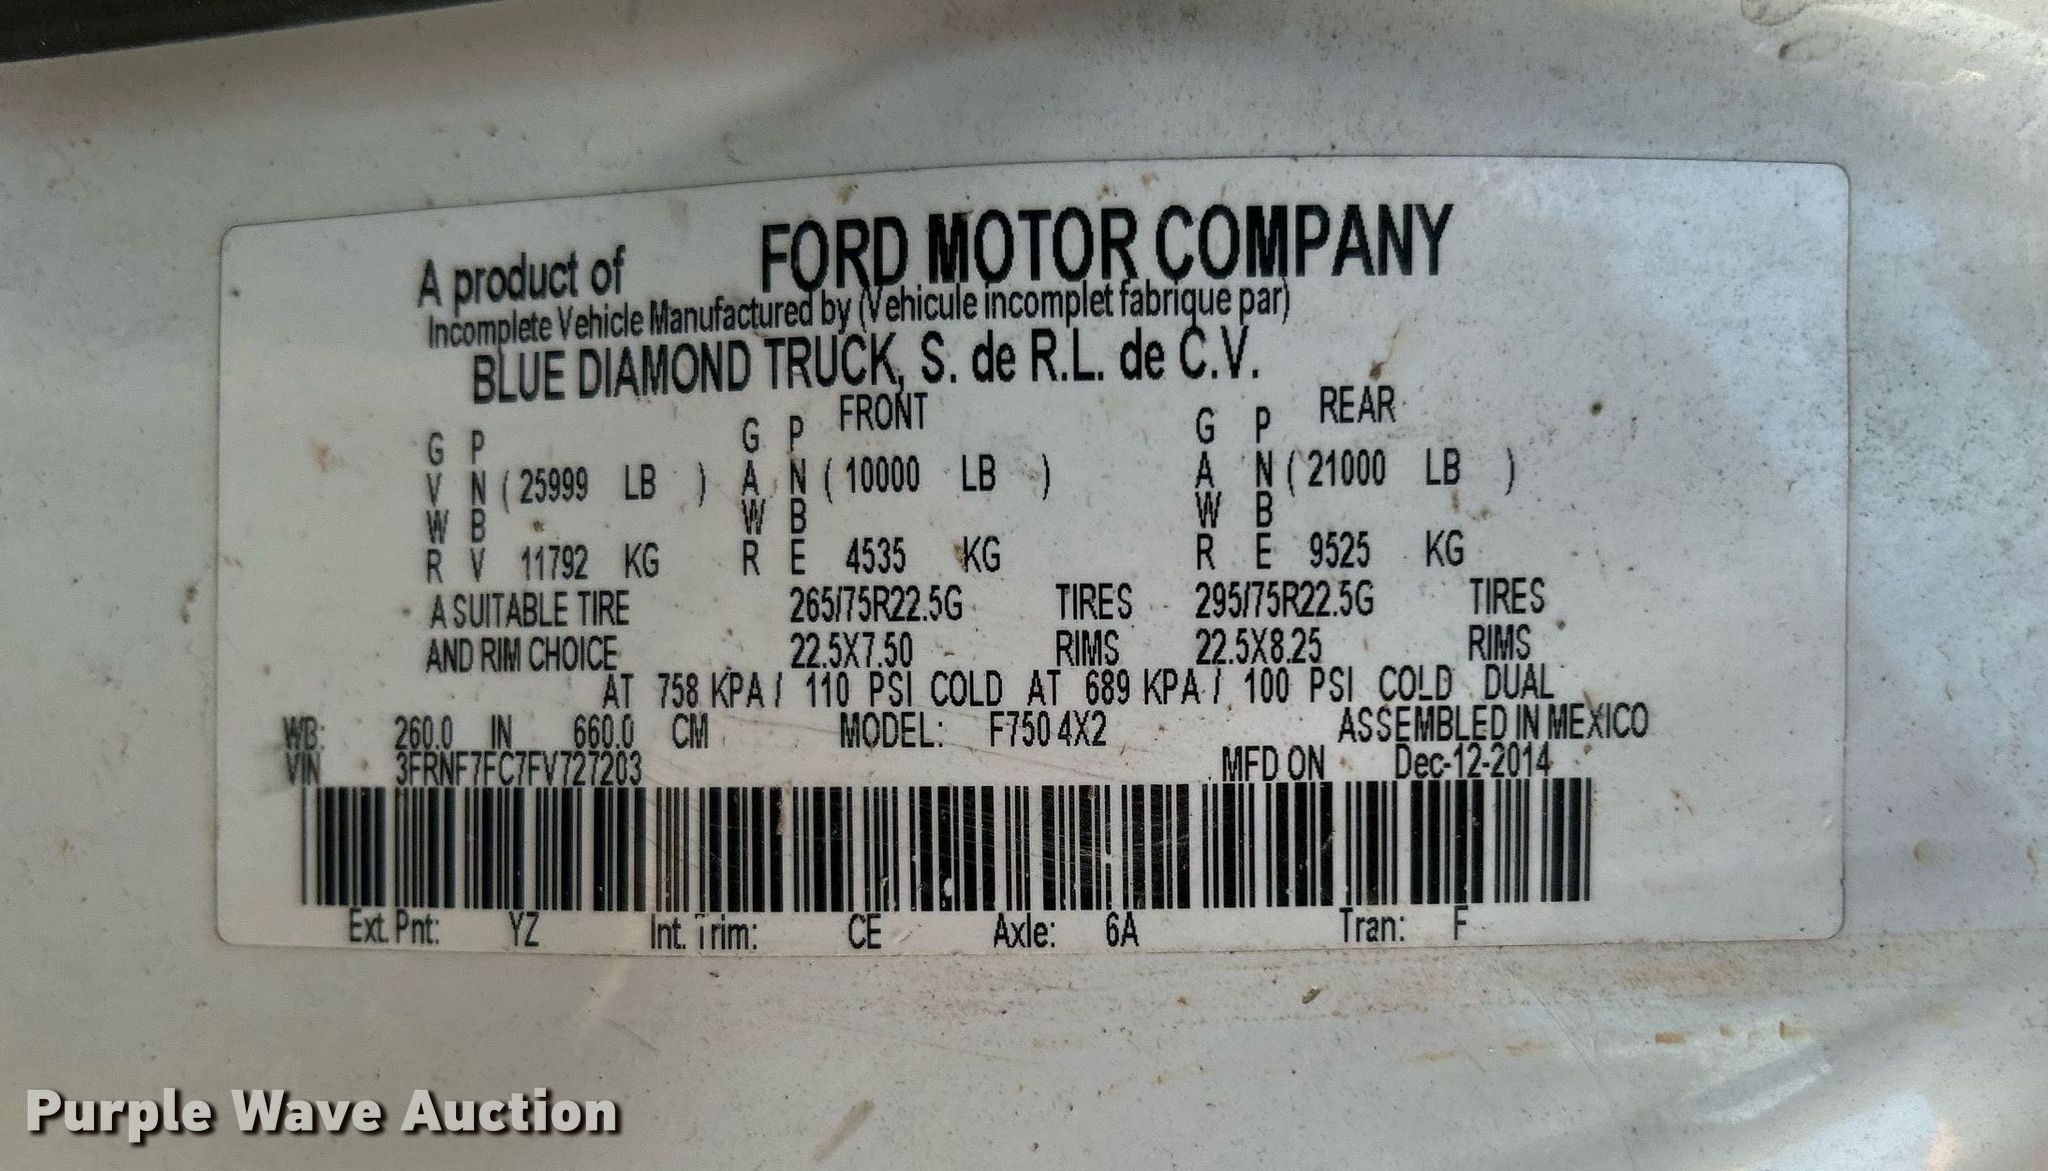 A product of FORD MOTOR COMPANY
Incomplete Vehicle Manufactured by (Vehicule incomplet fabrique par)
BLUE DIAMOND TRUCK, S. de R.L. de C.V.
FRONT REAR
G P G P G P
V N ( 25999 LB ) A N ( 10000 LB ) A N ( 21000 LB )
W B W B W B
R V 11792 KG R E 4535 KG R E 9525 KG
A SUITABLE TIRE 265/75R22.5G TIRES 295/75R22.5G TIRES
AND RIM CHOICE 22.5X7.50 RIMS 22.5X8.25 RIMS
AT 758 KPA / 110 PSI COLD AT 689 KPA / 100 PSI COLD DUAL
WB: 260.0 IN 660.0 CM MODEL: F750 4X2 ASSEMBLED IN MEXICO
VIN 3FRNF7FC7FV727203 MFD ON Dec-12-2014
Ext. Pnt: YZ Int. Trim: CE Axle: 6A Tran: F
Purple Wave Auction